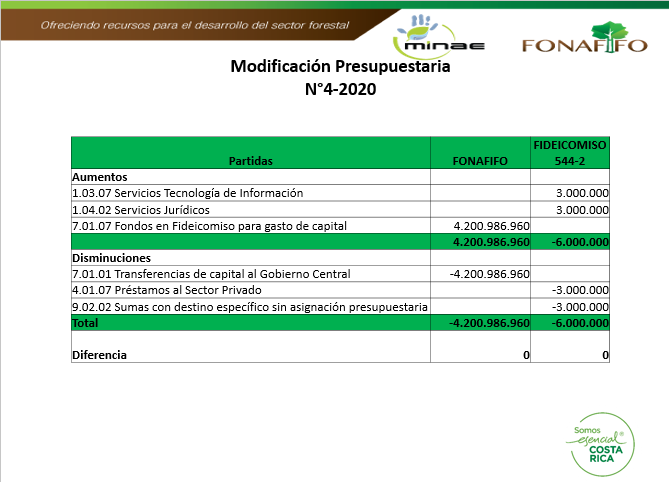 Ofreciendo recursos para el desarrollo del sector forestal
minae
FONAFIFO
Modificación Presupuestaria
N°4-2020
Partidas FONAFIFO FIDEICOMISO 544-2
Aumentos
1.03.07 Servicios Tecnología de Información 3.000.000
1.04.02 Servicios Jurídicos 3.000.000
7.01.07 Fondos en Fideicomiso para gasto de capital 4.200.986.960
4.200.986.960 -6.000.000
Disminuciones
7.01.01 Transferencias de capital al Gobierno Central -4.200.986.960
4.01.07 Préstamos al Sector Privado -3.000.000
9.02.02 Sumas con destino específico sin asignación presupuestaria -3.000.000
Total -4.200.986.960 -6.000.000
Diferencia 0 0
Somos
esencial
COSTA
RICA